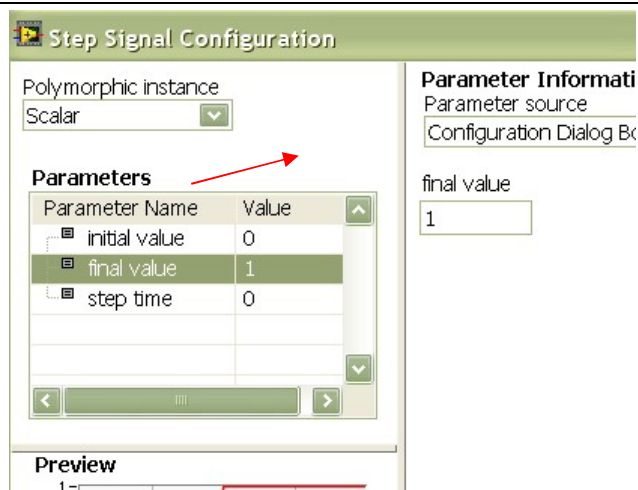 Step Signal Configuration
Polymorphic instance
Scalar
Parameters
Parameter Name Value
initial value 0
final value 1
step time 0
Preview
1
Parameter Informati
Parameter source
Configuration Dialog Bo
final value
1